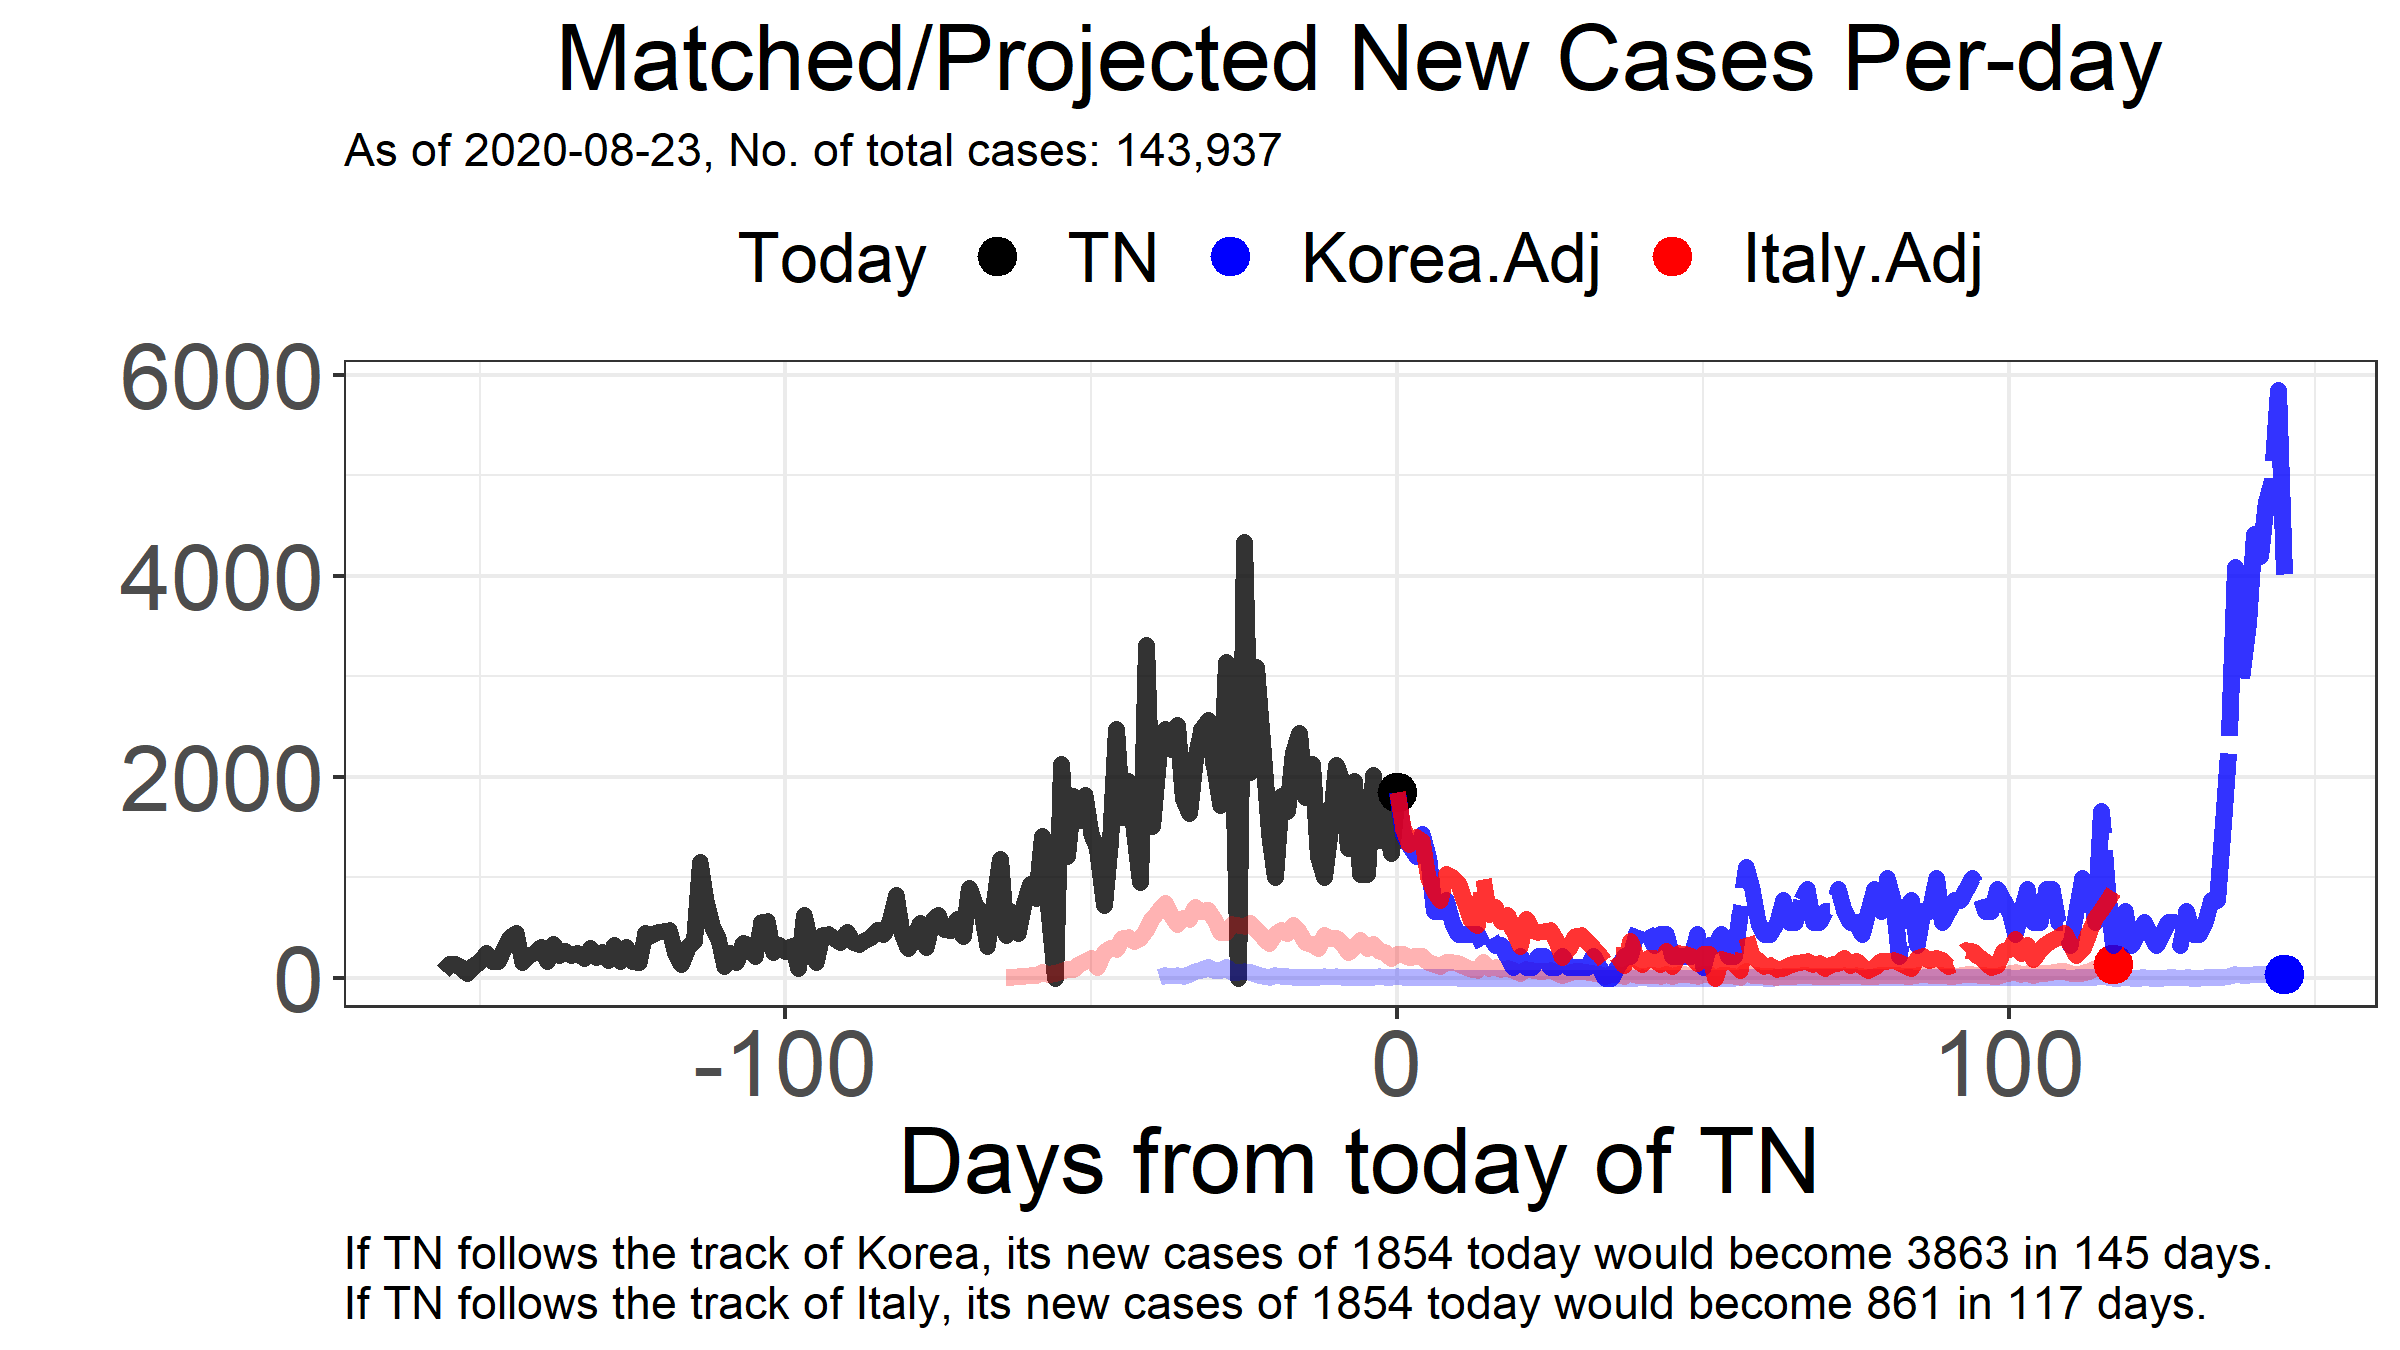 Matched/Projected New Cases Per-day
As of 2020-08-23, No. of total cases: 143,937
Today TN Korea.Adj Italy.Adj
6000
4000
2000
0
-100 0 100
Days from today of TN
If TN follows the track of Korea, its new cases of 1854 today would become 3863 in 145 days.
If TN follows the track of Italy, its new cases of 1854 today would become 861 in 117 days.